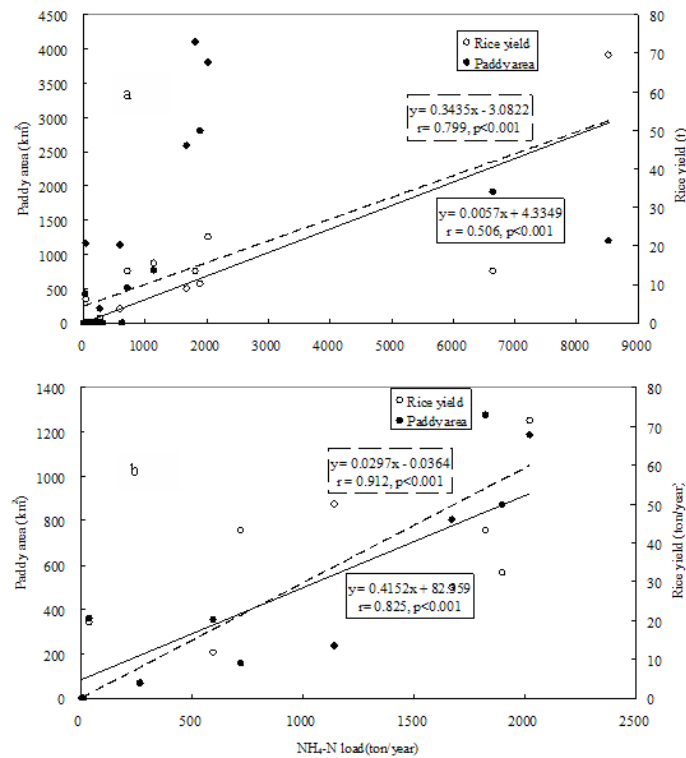 4500
4000
3500
3000
2500
2000
1500
1000
500
0
Paddy area (km²)
80
70
60
50
40
30
20
10
0
Rice yield (t)
Rice yield
Paddy area
a
y= 0.3435x - 3.0822
r= 0.799, p<0.001
y= 0.0057x + 4.3349
r = 0.506, p<0.001
0 1000 2000 3000 4000 5000 6000 7000 8000 9000
1400
1200
1000
800
600
400
200
0
Paddy area (km²)
80
70
60
50
40
30
20
10
0
Rice yield (ton/year)
Rice yield
Paddy area
b
y= 0.0297x - 0.0364
r = 0.912, p<0.001
y= 0.4152x + 82.959
r= 0.825, p<0.001
0 500 1000 1500 2000 2500
NH₄-N load(ton/year)